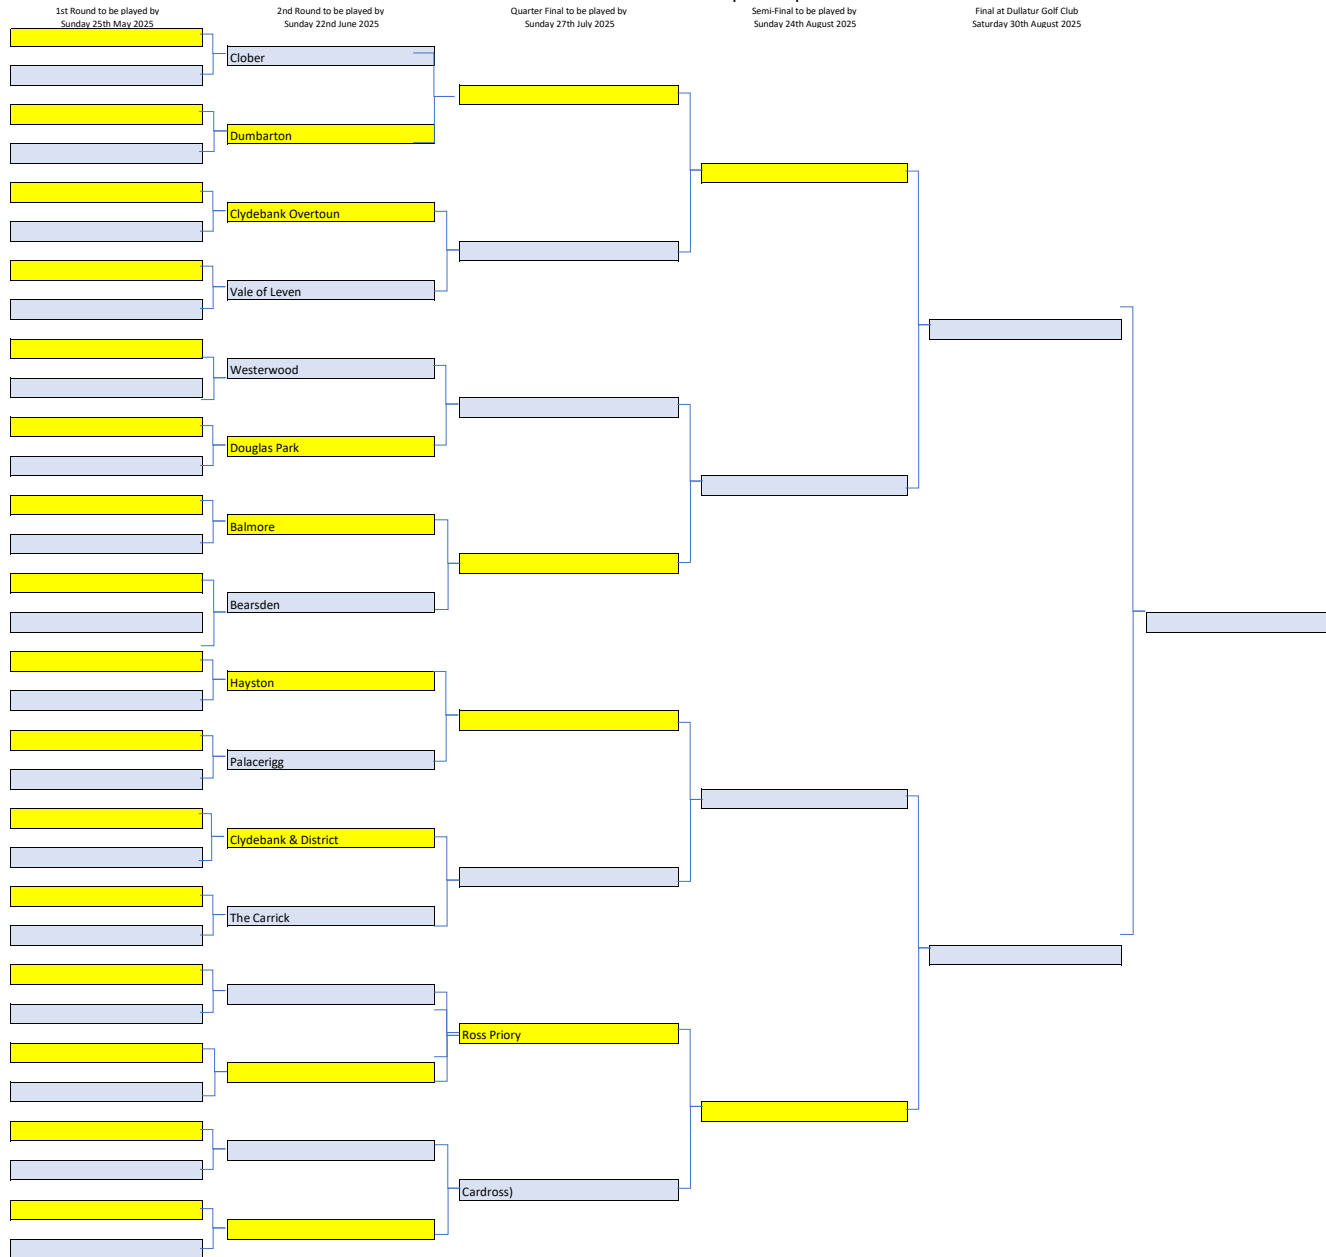 1st Round to be played by
Sunday 25th May 2025
2nd Round to be played by
Sunday 22nd June 2025
Quarter Final to be played by
Sunday 27th July 2025
Semi-Final to be played by
Sunday 24th August 2025
Final at Dullatur Golf Club
Saturday 30th August 2025
Clober
Dumbarton
Clydebank Overtoun
Vale of Leven
Westerwood
Douglas Park
Balmore
Bearsden
Hayston
Palacerigg
Clydebank & District
The Carrick
Ross Priory
Cardross)